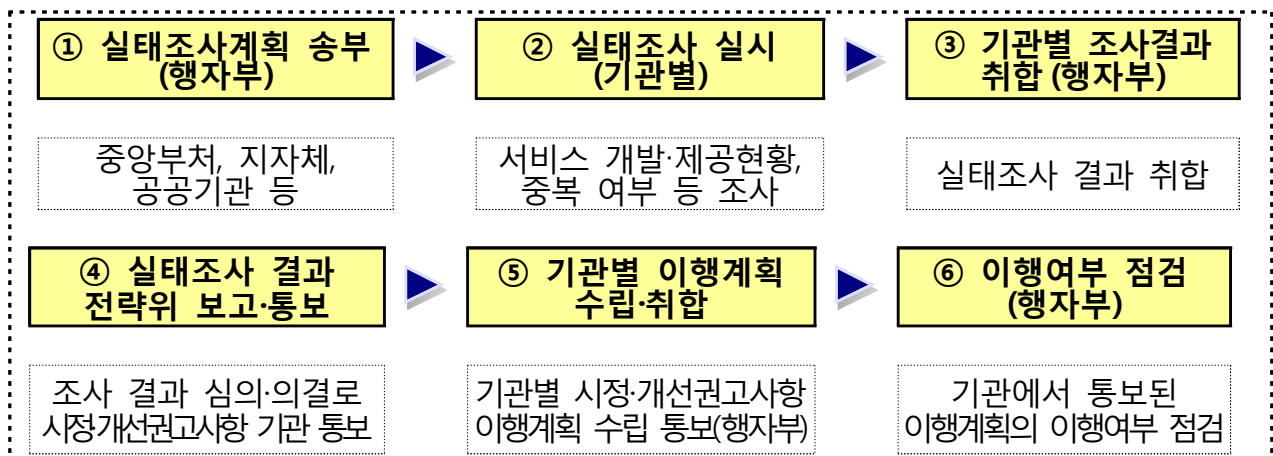 ① 실태조사계획 송부
(행자부)
② 실태조사 실시
(기관별)
③ 기관별 조사결과
취합 (행자부)
중앙부처, 지자체,
공공기관 등
서비스 개발·제공현황,
중복 여부 등 조사
실태조사 결과 취합
④ 실태조사 결과
전략위 보고·통보
⑤ 기관별 이행계획
수립·취합
⑥ 이행여부 점검
(행자부)
조사 결과 심의·의결로
시정·개선권고사항 기관 통보
기관별 시정·개선권고사항
이행계획 수립 통보(행자부)
기관에서 통보된
이행계획의 이행여부 점검